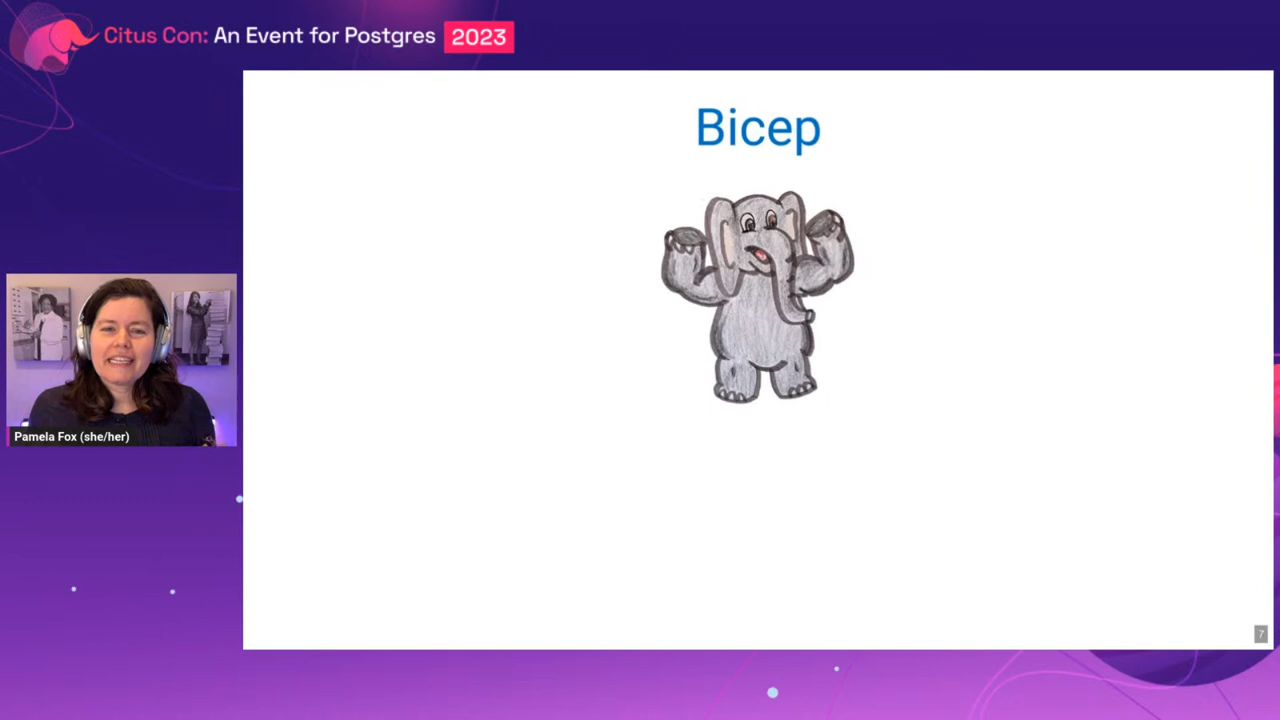 Citus Con: An Event for Postgres 2023
Bicep
Pamela Fox (she/her)
7